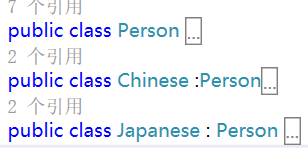 7 个引用
public class Person ...
2 个引用
public class Chinese :Person...
2 个引用
public class Japanese : Person ...